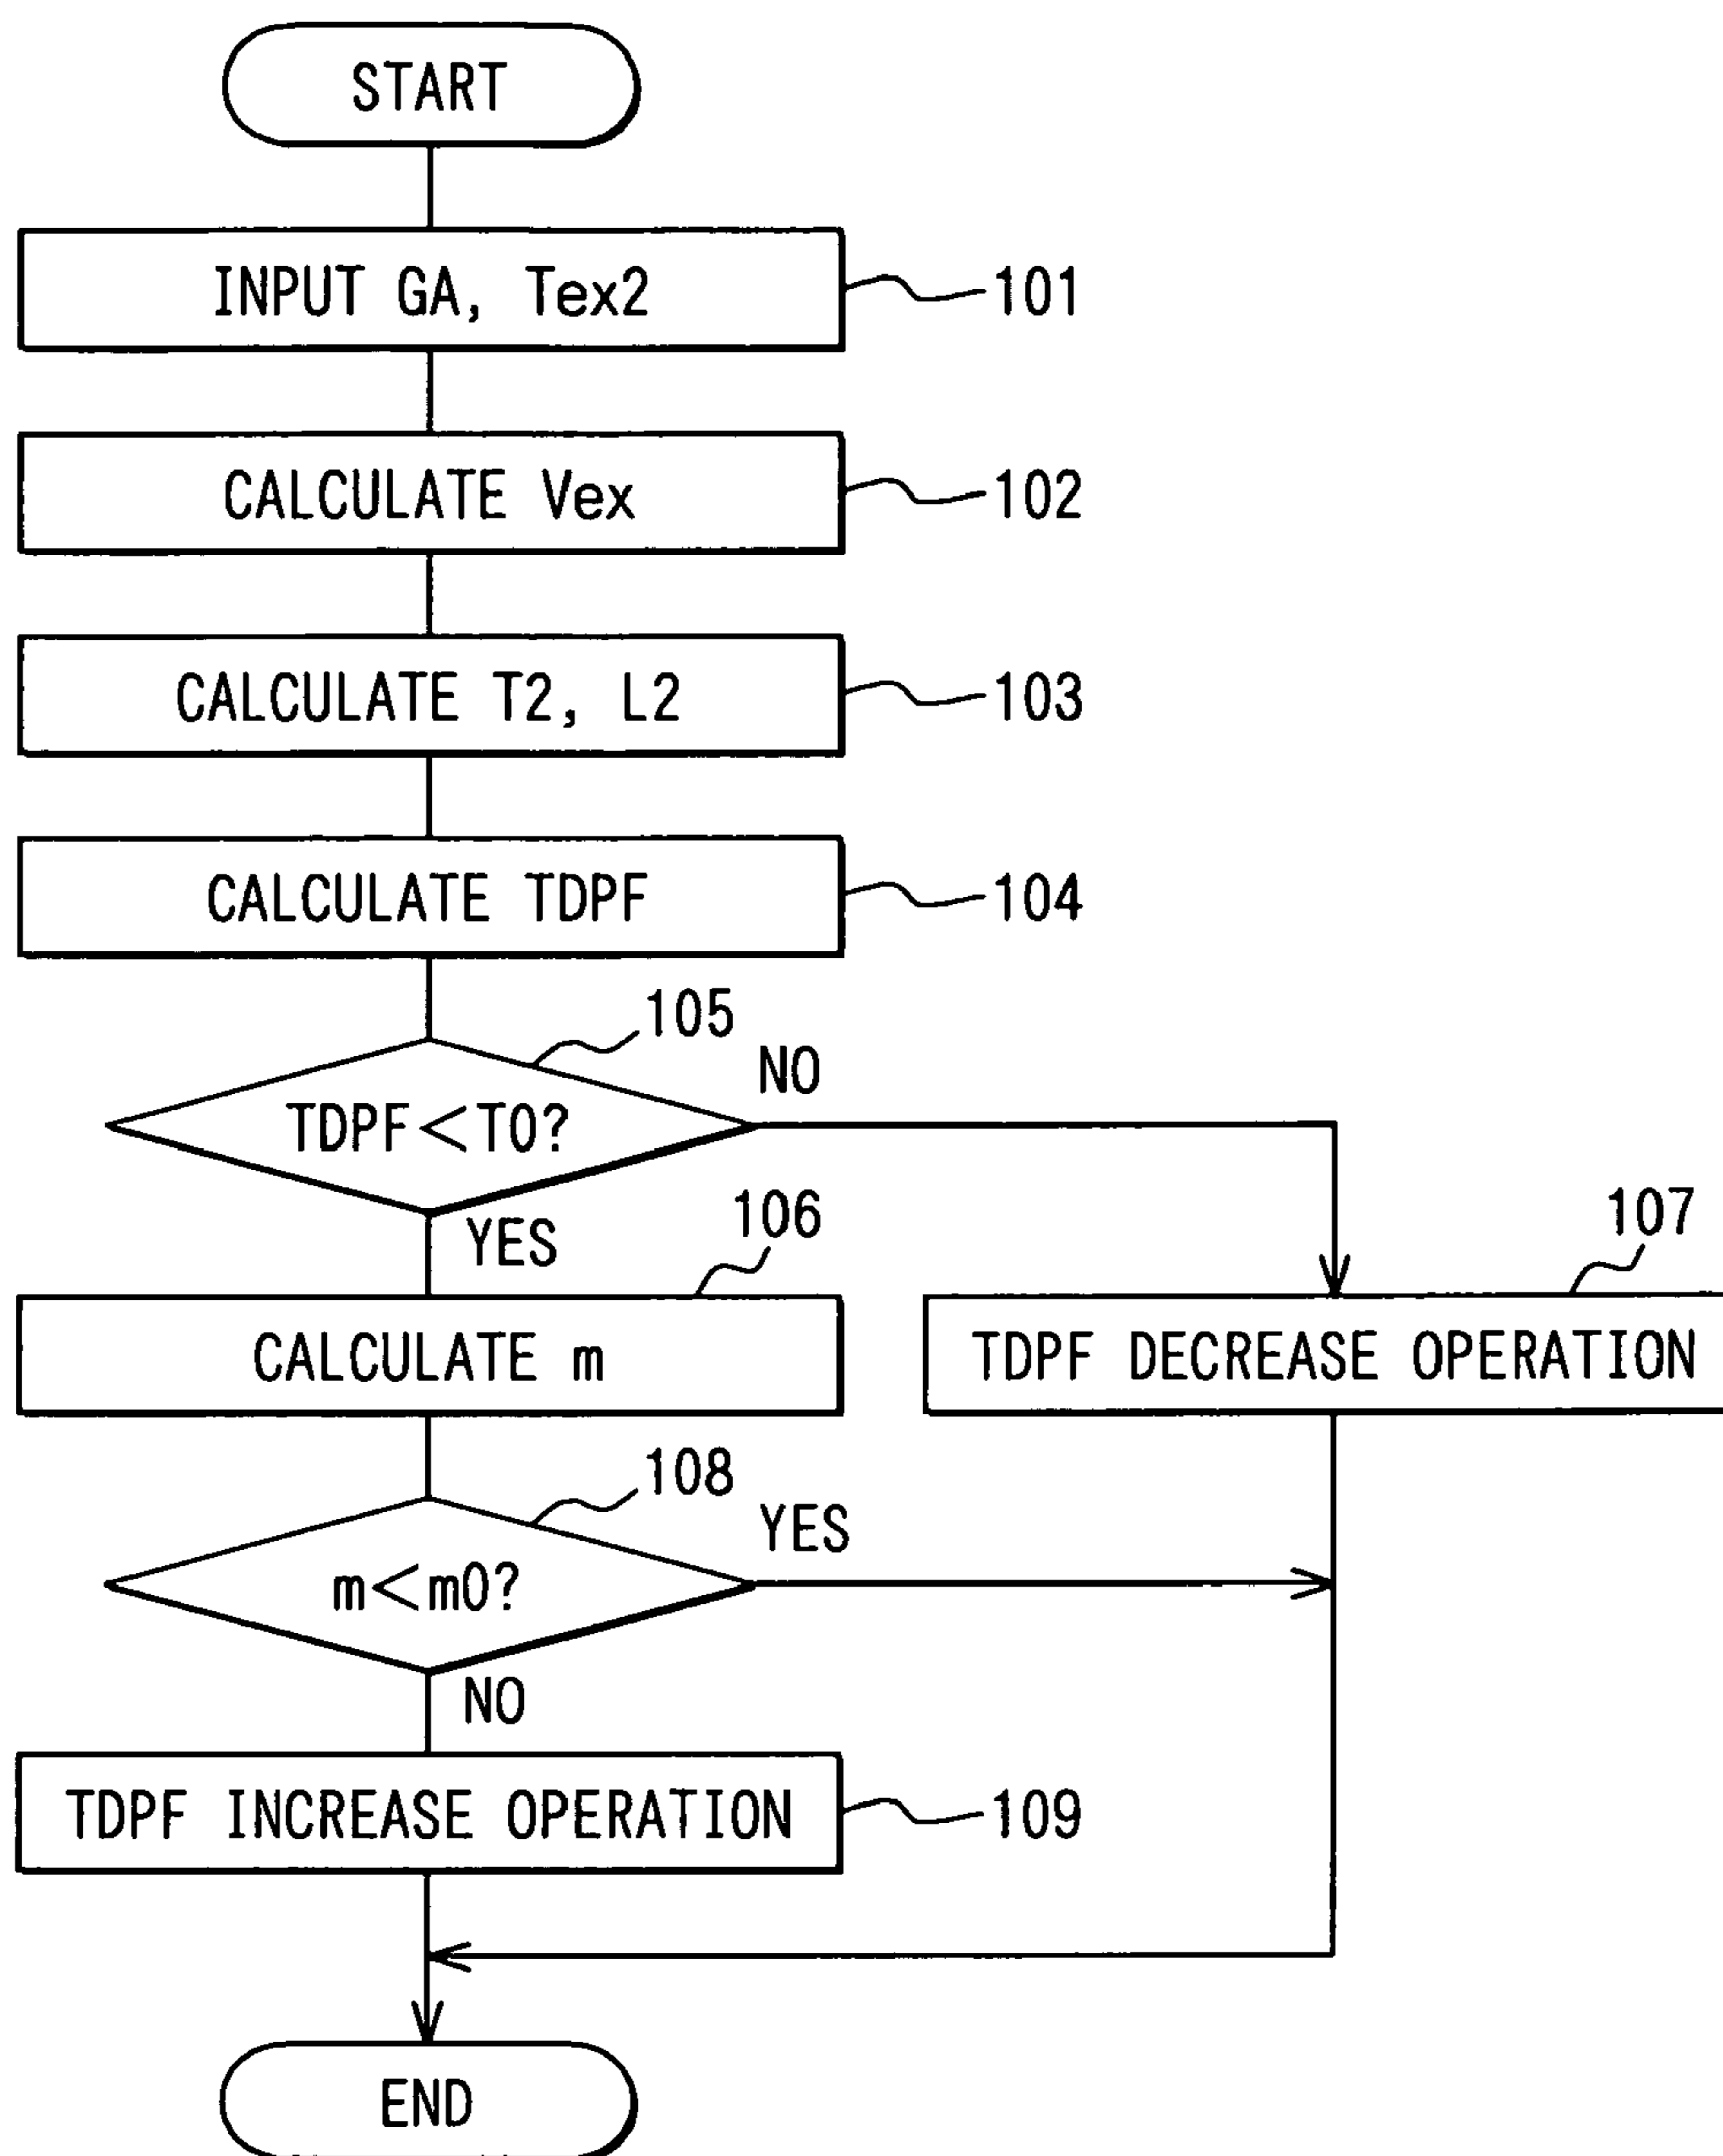 START
INPUT GA, Tex2
101
CALCULATE Vex
102
CALCULATE T2, L2
103
CALCULATE TDPF
104
105
NO
TDPF<T0?
YES
106
107
CALCULATE m
TDPF DECREASE OPERATION
108
YES
m<m0?
NO
TDPF INCREASE OPERATION
109
END